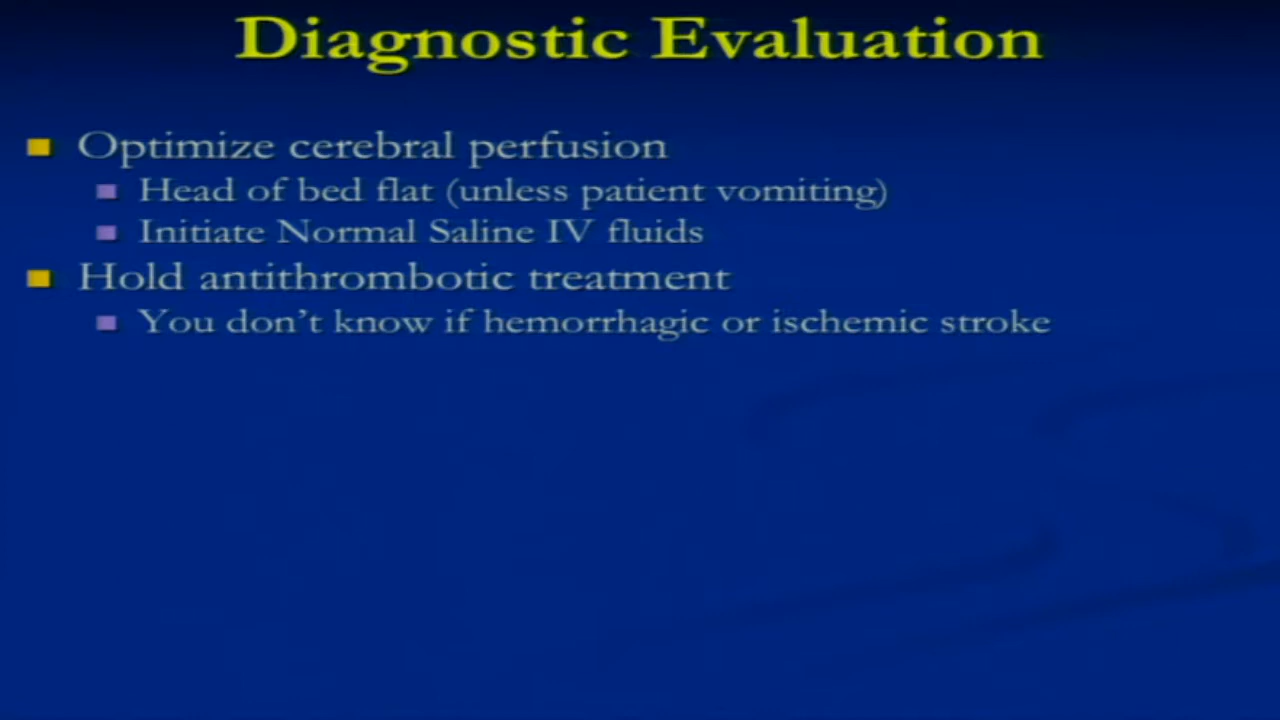 Diagnostic Evaluation
Optimize cerebral perfusion
Head of bed flat (unless patient vomiting)
Initiate Normal Saline IV fluids
Hold antithrombotic treatment
You don't know if hemorrhagic or ischemic stroke